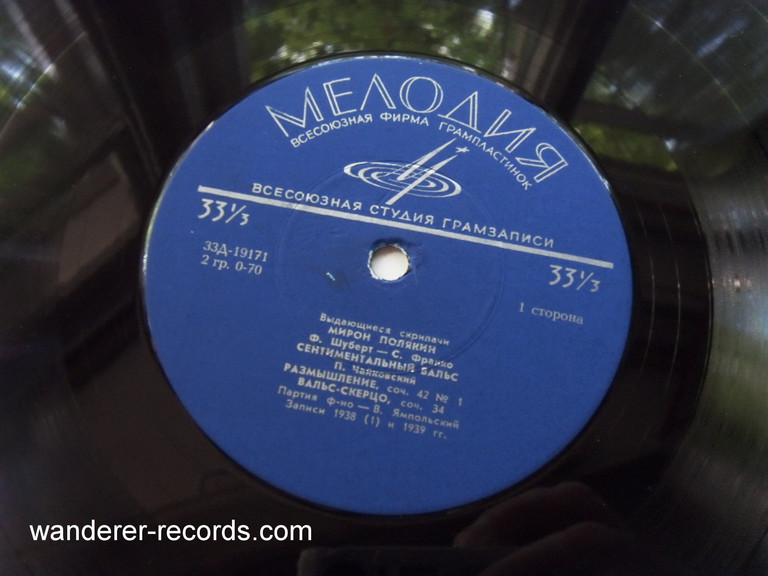 МЕЛОДИЯ
ВСЕСОЮЗНАЯ ФИРМА ГРАМПЛАСТИНОК
ВСЕСОЮЗНАЯ СТУДИЯ ГРАМЗАПИСИ
33⅓
33⅓
33Д-19171
2 гр. 0-70
1 сторона
Выдающиеся скрипачи
МИРОН ПОЛЯКИН
Ф. Шуберт — С. Франко
СЕНТИМЕНТАЛЬНЫЙ ВАЛЬС
П. Чайковский
РАЗМЫШЛЕНИЕ, соч. 42 № 1
ВАЛЬС-СКЕРЦО, соч. 34
Партия ф-но — В. Ямпольский
Записи 1938 (1) и 1939 гг.
wanderer-records.com